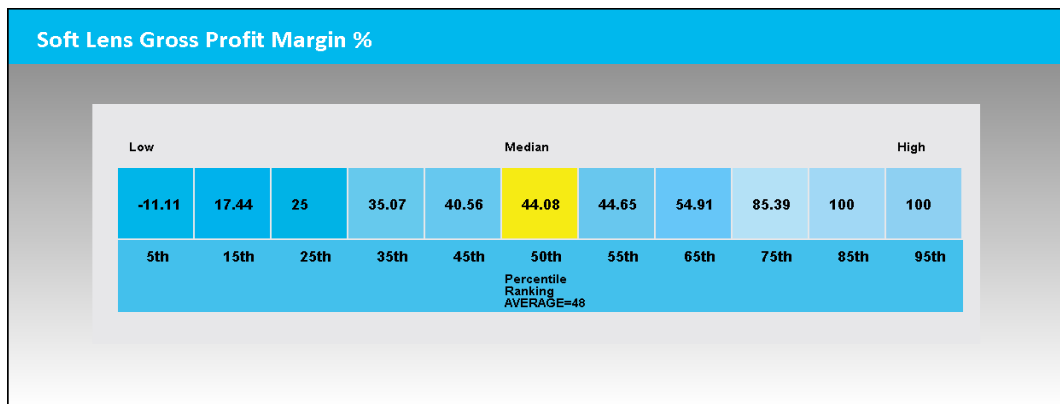 Soft Lens Gross Profit Margin %
Low Median High
-11.11 17.44 25 35.07 40.56 44.08 44.65 54.91 85.39 100 100
5th 15th 25th 35th 45th 50th 55th 65th 75th 85th 95th
Percentile
Ranking
AVERAGE=48